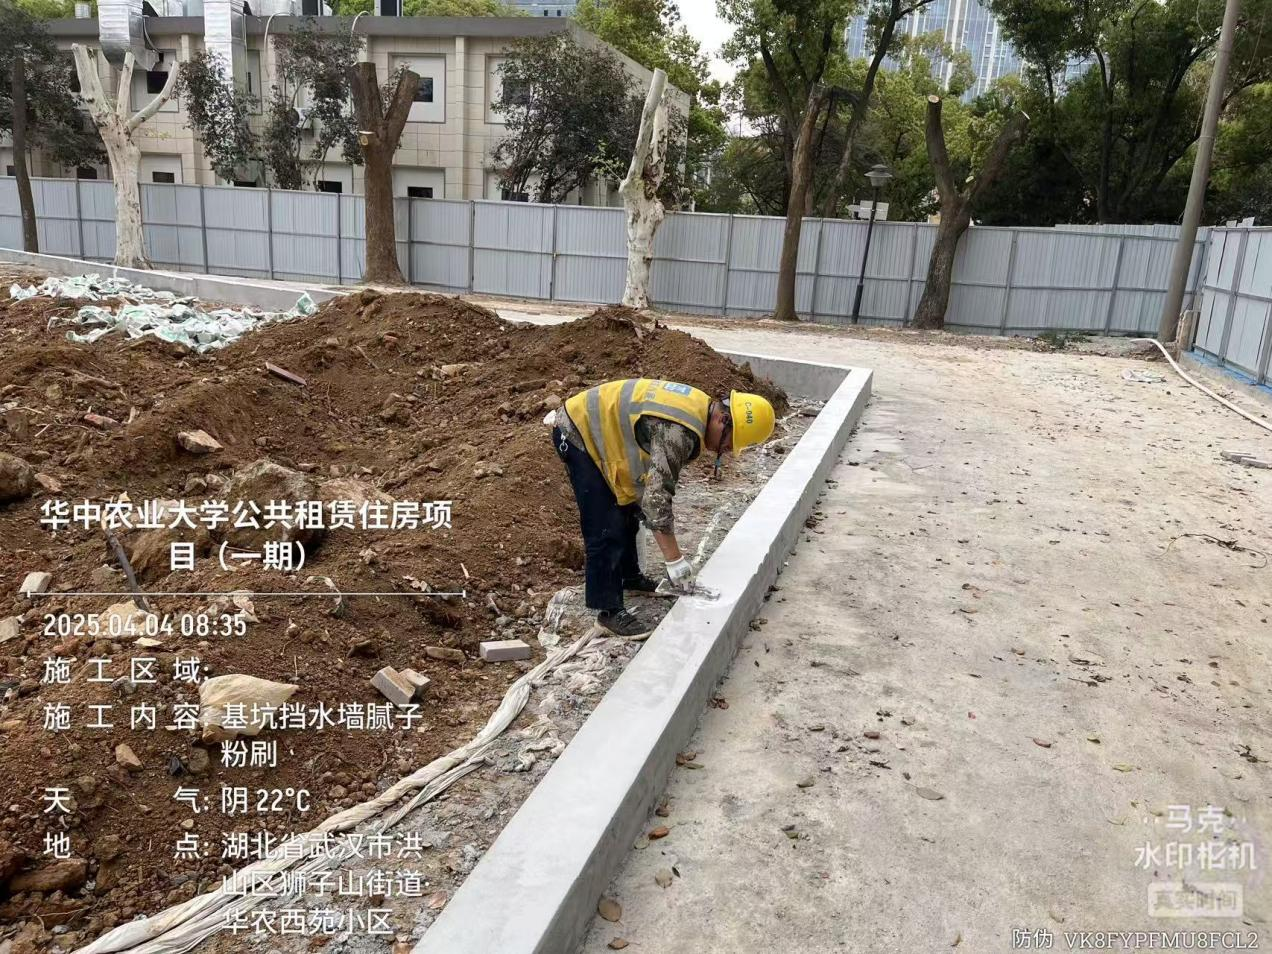 C-040
华中农业大学公共租赁住房项
目（一期）
2025.04.04 08:35
施工区域:
施工内容: 基坑挡水墙腻子
粉刷
天气: 阴 22°C
地点: 湖北省武汉市洪
山区狮子山街道·
华农西苑小区
马克
水印相机
真实时间
防伪 VK8FYPFMU8FCL2